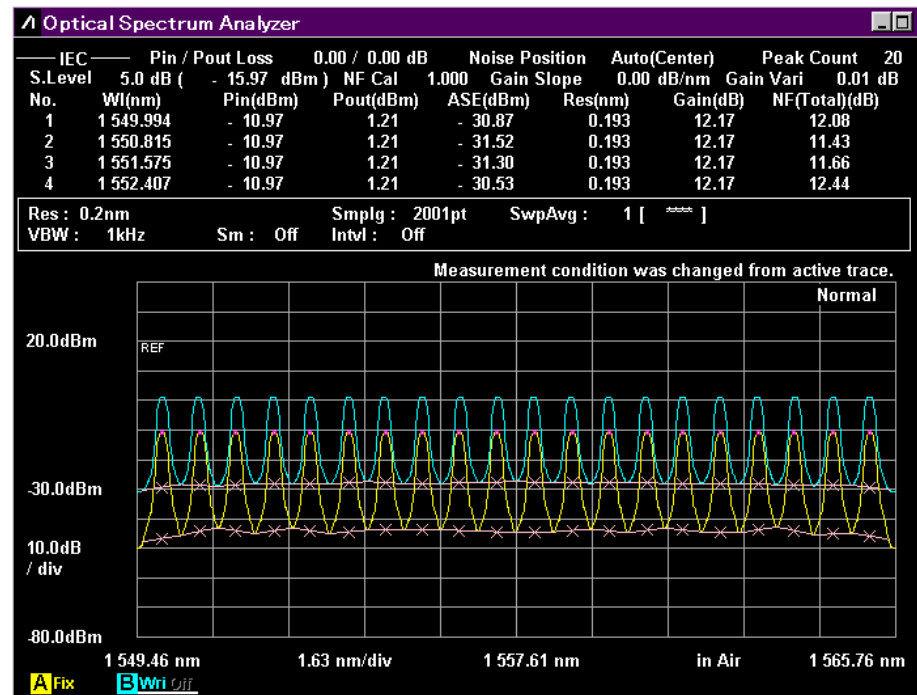 Λ Optical Spectrum Analyzer
IEC Pin / Pout Loss 0.00 / 0.00 dB Noise Position Auto(Center) Peak Count 20
S.Level 5.0 dB ( - 15.97 dBm ) NF Cal 1.000 Gain Slope 0.00 dB/nm Gain Vari 0.01 dB
No. Wl(nm) Pin(dBm) Pout(dBm) ASE(dBm) Res(nm) Gain(dB) NF(Total)(dB)
1 1 549.994 - 10.97 1.21 - 30.87 0.193 12.17 12.08
2 1 550.815 - 10.97 1.21 - 31.52 0.193 12.17 11.43
3 1 551.575 - 10.97 1.21 - 31.30 0.193 12.17 11.66
4 1 552.407 - 10.97 1.21 - 30.53 0.193 12.17 12.44
Res : 0.2nm Smplg : 2001pt SwpAvg : 1 [ **** ]
VBW : 1kHz Sm : Off Intvl : Off
Measurement condition was changed from active trace.
Normal
20.0dBm
REF
-30.0dBm
10.0dB
/ div
-80.0dBm
1 549.46 nm 1.63 nm/div 1 557.61 nm in Air 1 565.76 nm
A Fix B Wri Off